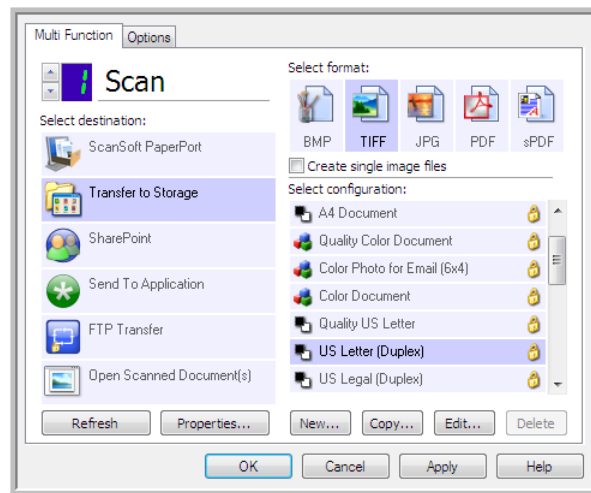 Multi Function
Options
1 Scan
Select destination:
ScanSoft PaperPort
Transfer to Storage
SharePoint
Send To Application
FTP Transfer
Open Scanned Document(s)
Refresh
Properties...
Select format:
BMP
TIFF
JPG
PDF
sPDF
Create single image files
Select configuration:
A4 Document
Quality Color Document
Color Photo for Email (6x4)
Color Document
Quality US Letter
US Letter (Duplex)
US Legal (Duplex)
New...
Copy...
Edit...
Delete
OK
Cancel
Apply
Help